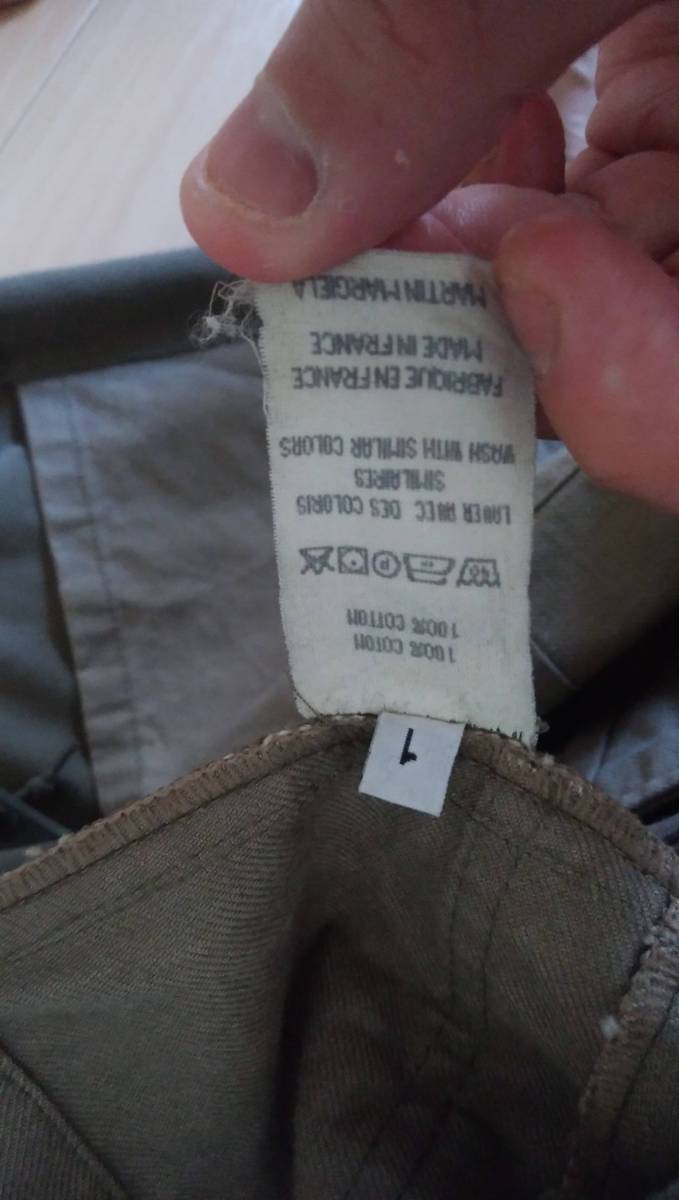 1
100% COTON
100% COTTON
40 P
LAVER AVEC DES COLORIS
SIMILAIRES
WASH WITH SIMILAR COLORS
FABRIQUE EN FRANCE
MADE IN FRANCE
MARTIN MARGIELA